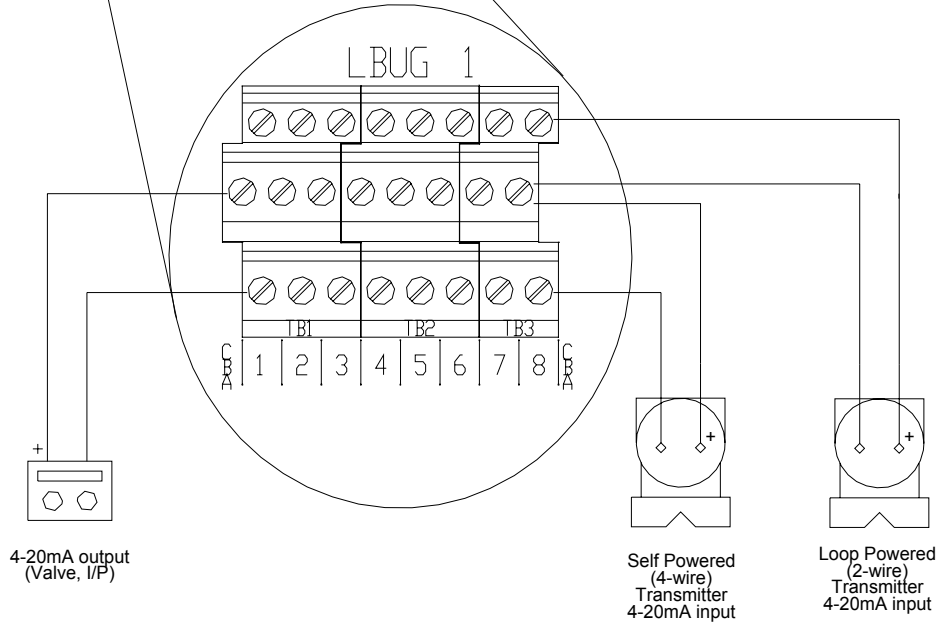 LBUG 1
TB1 TB2 TB3
C 1 2 3 4 5 6 7 8 C
B B
A A
+
+
+
4-20mA output
(Valve, I/P)
Self Powered
(4-wire)
Transmitter
4-20mA input
Loop Powered
(2-wire)
Transmitter
4-20mA input